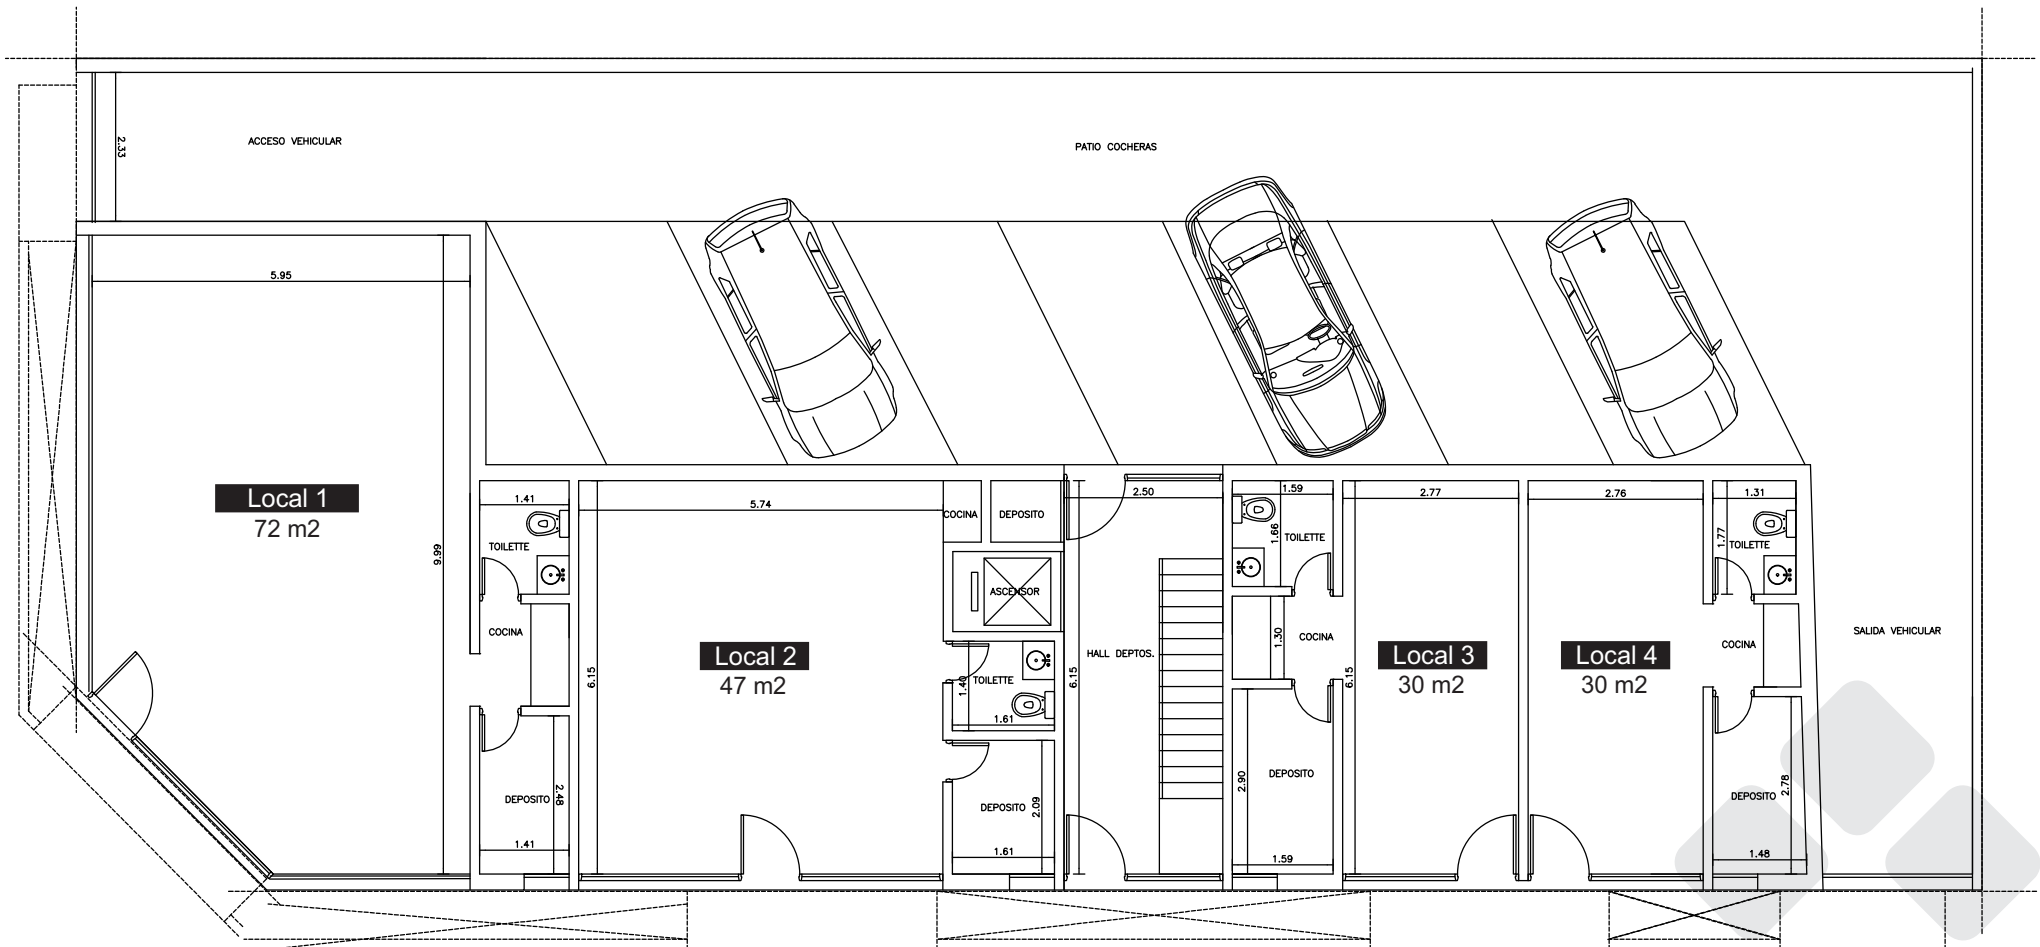 ACCESO VEHICULAR
PATIO COCHERAS
2.33
5.95
9.99
Local 1
72 m2
1.41
TOILETTE
COCINA
DEPOSITO
2.48
1.41
5.74
6.15
Local 2
47 m2
COCINA
DEPOSITO
ASCENSOR
TOILETTE
1.40
1.61
DEPOSITO
2.09
1.61
2.50
HALL DEPTOS.
6.15
1.59
1.66
TOILETTE
1.30
COCINA
2.90
DEPOSITO
1.59
2.77
6.15
Local 3
30 m2
2.76
Local 4
30 m2
1.31
1.77
TOILETTE
COCINA
DEPOSITO
2.78
1.48
SALIDA VEHICULAR